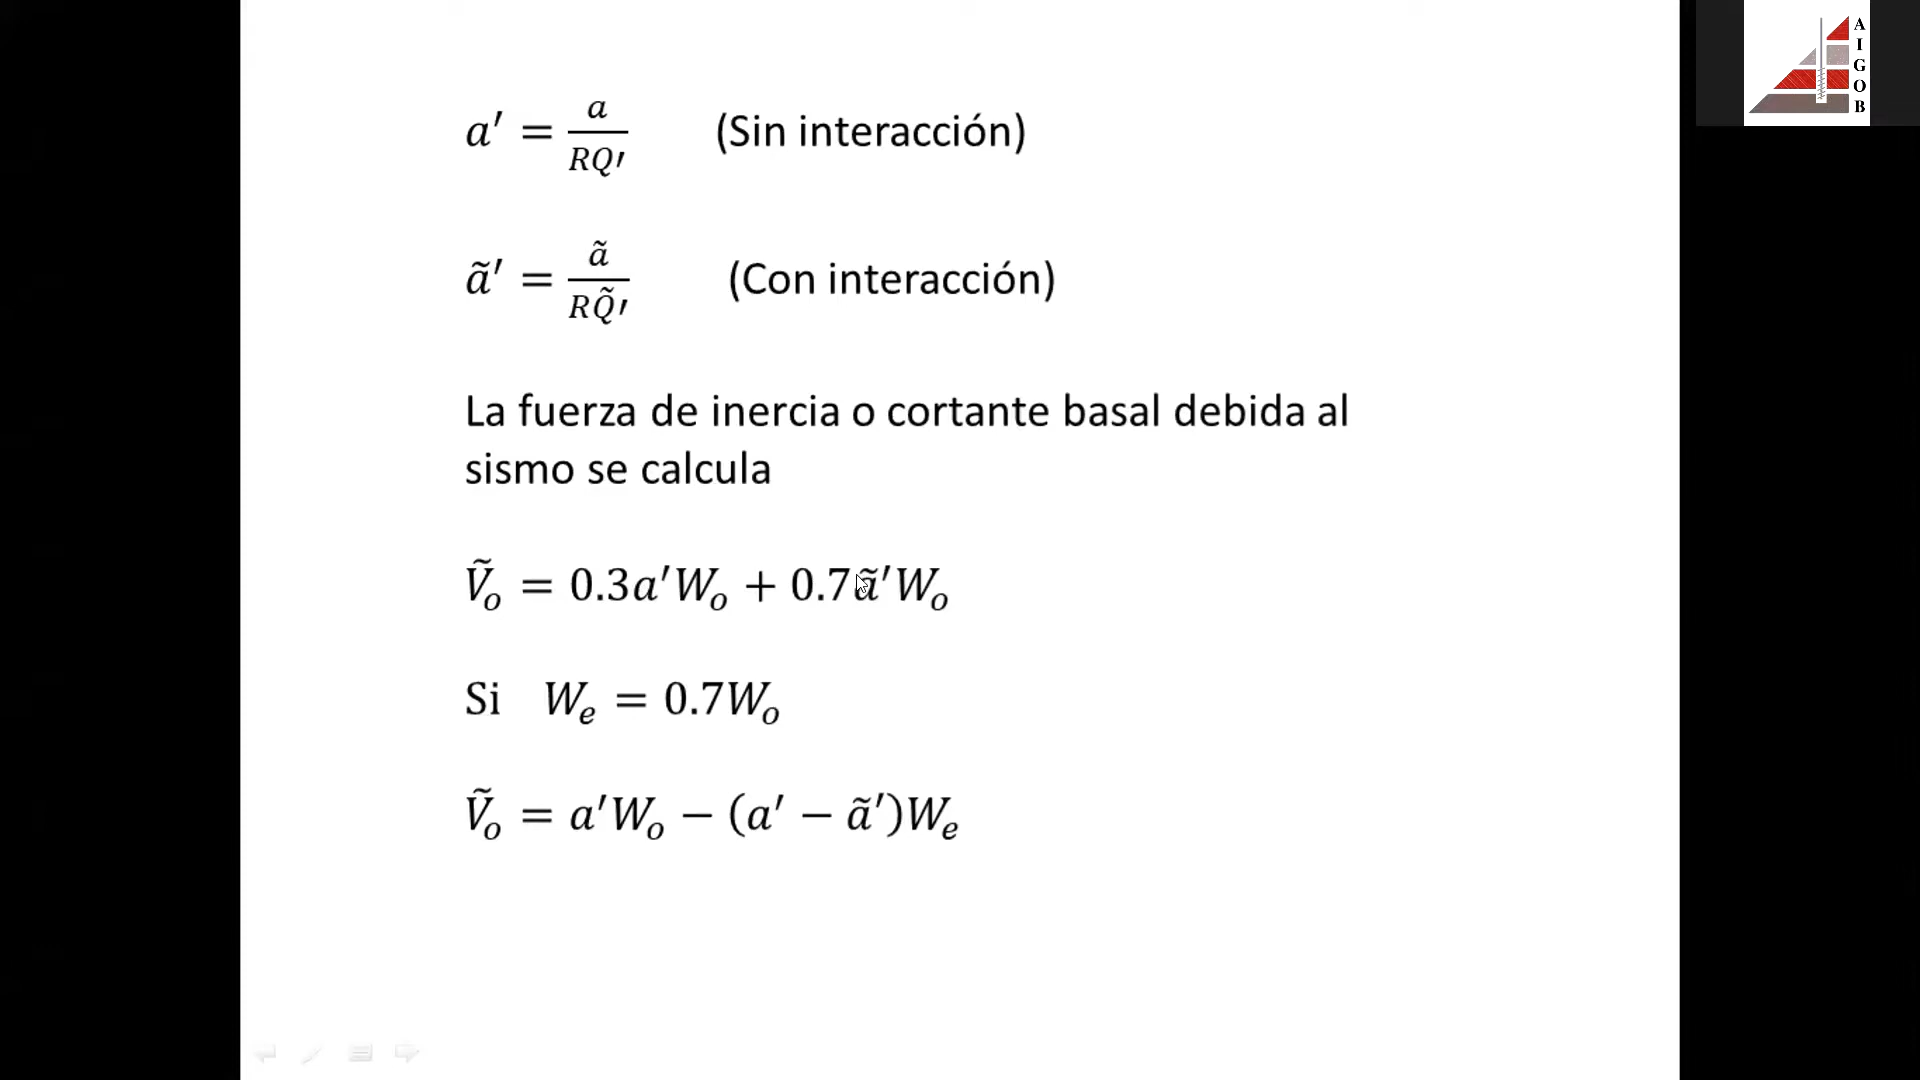 a′ = a / RQ′ (Sin interacción)
ã′ = ã / RQ̃′ (Con interacción)
La fuerza de inercia o cortante basal debida al
sismo se calcula
Ṽₒ = 0.3a′Wₒ + 0.7ã′Wₒ
Si Wₑ = 0.7Wₒ
Ṽₒ = a′Wₒ − (a′ − ã′)Wₑ
AIGOB